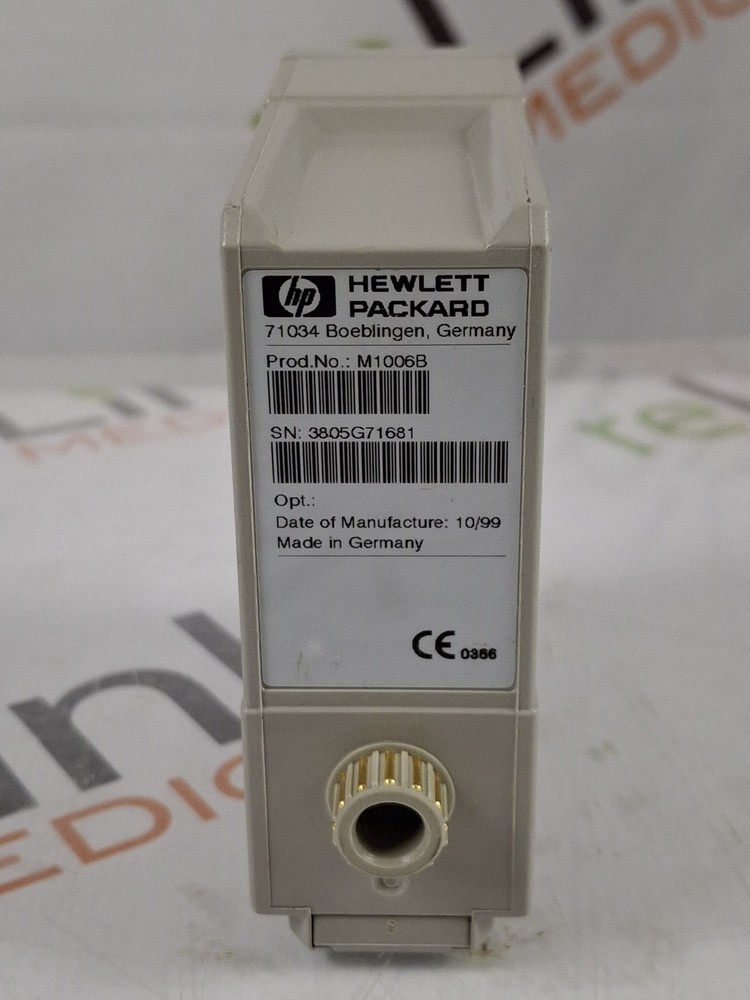 hp HEWLETT
PACKARD
71034 Boeblingen, Germany
Prod.No.: M1006B
SN: 3805G71681
Opt.:
Date of Manufacture: 10/99
Made in Germany
CE 0366